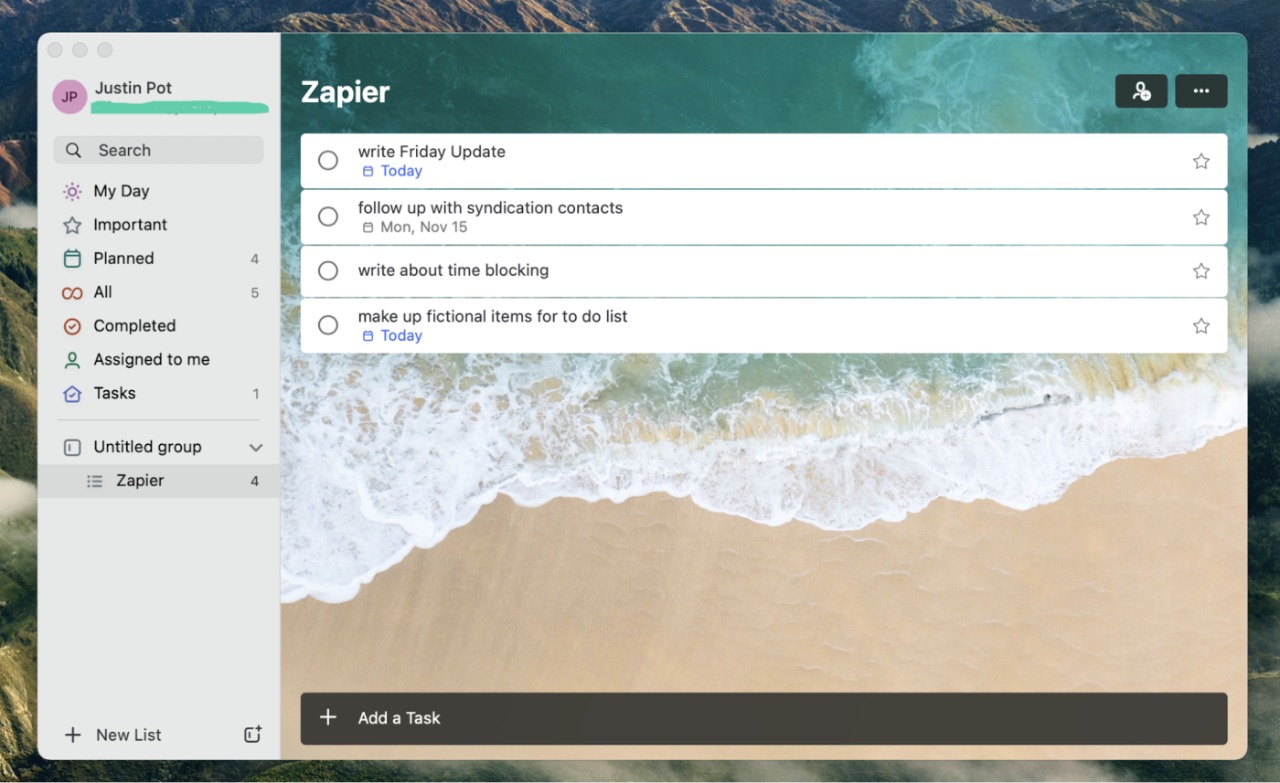 JP
Justin Pot
Search
My Day
Important
Planned 4
All 5
Completed
Assigned to me
Tasks 1
Untitled group
Zapier 4
New List
Zapier
write Friday Update
Today
follow up with syndication contacts
Mon, Nov 15
write about time blocking
make up fictional items for to do list
Today
Add a Task